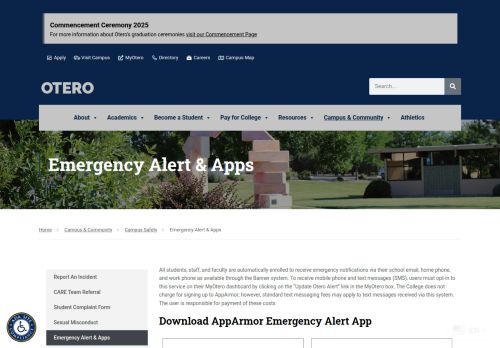 Commencement Ceremony 2025
For more information about Otero's graduation ceremonies visit our Commencement Page
Apply Visit Campus MyOtero Directory Careers Campus Map
OTERO
Search...
About Academics Become a Student Pay for College Resources Campus & Community Athletics
Emergency Alert & Apps
Home Campus & Community Campus Safety Emergency Alert & Apps
Report An Incident
CARE Team Referral
Student Complaint Form
Sexual Misconduct
Emergency Alert & Apps
All students, staff, and faculty are automatically enrolled to receive emergency notifications via their school email, home phone,
and work phone as available through the Banner system. To receive mobile phone and text messages (SMS), users must opt-in
to this service on their MyOtero dashboard by clicking on the "Update Otero Alert" link in the MyOtero box. The College does not
charge for signing up to AppArmor; however, standard text messaging fees may apply to text messages received via this system.
The user is responsible for payment of these costs
Download AppArmor Emergency Alert App
EN